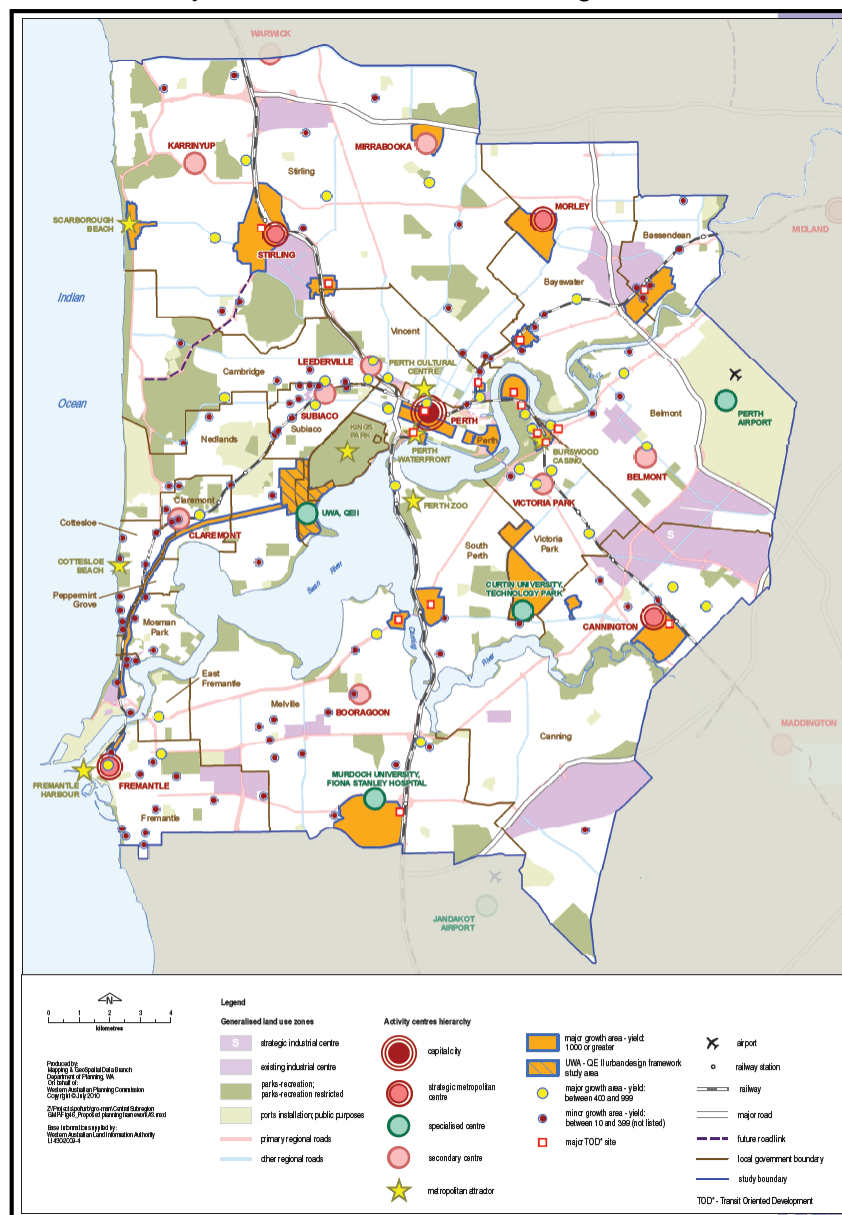 WARWICK
KARRINYUP
MIRRABOOKA
Stirling
MORLEY
SCARBOROUGH
BEACH
Bassendean
MIDLAND
STIRLING
Bayswater
Indian
Vincent
LEEDERVILLE
PERTH CULTURAL
CENTRE
Cambridge
Ocean
SUBIACO
PERTH
Belmont
PERTH
AIRPORT
Subiaco
KINGS
PARK
Nedlands
Perth
PERTH
WATERFRONT
BURSWOOD
CASINO
BELMONT
Claremont
VICTORIA PARK
PERTH ZOO
Cottesloe
UWA, QEII
CLAREMONT
S
South
Perth
Victoria
Park
COTTESLOE
BEACH
Swan River
CURTIN UNIVERSITY,
TECHNOLOGY PARK
Peppermint
Grove
CANNINGTON
Mosman
Park
Canning
River
East
Fremantle
Melville
BOORAGOON
Canning
MADDINGTON
MURDOCH UNIVERSITY,
FIONA STANLEY HOSPITAL
FREMANTLE
HARBOUR
FREMANTLE
Fremantle
JANDAKOT
AIRPORT
N
0 1 2 3 4
kilometres
Produced by:
Mapping & GeoSpatial Data Branch
Department of Planning, WA
On behalf of:
Western Australian Planning Commission
Copyright © July 2010
Base information supplied by:
Western Australian Land Information Authority
LI 430-2009-4
Legend
Generalised land use zones
S strategic industrial centre
existing industrial centre
parks-recreation;
parks-recreation restricted
ports installation; public purposes
primary regional roads
other regional roads
Activity centres hierarchy
capital city
strategic metropolitan
centre
specialised centre
secondary centre
metropolitan attractor
major growth area - yield:
1000 or greater
UWA - QE II urban design framework
study area
major growth area - yield:
between 400 and 999
minor growth area - yield:
between 10 and 399 (not listed)
major TOD* site
airport
railway station
railway
major road
future road link
local government boundary
study boundary
TOD* - Transit Oriented Development